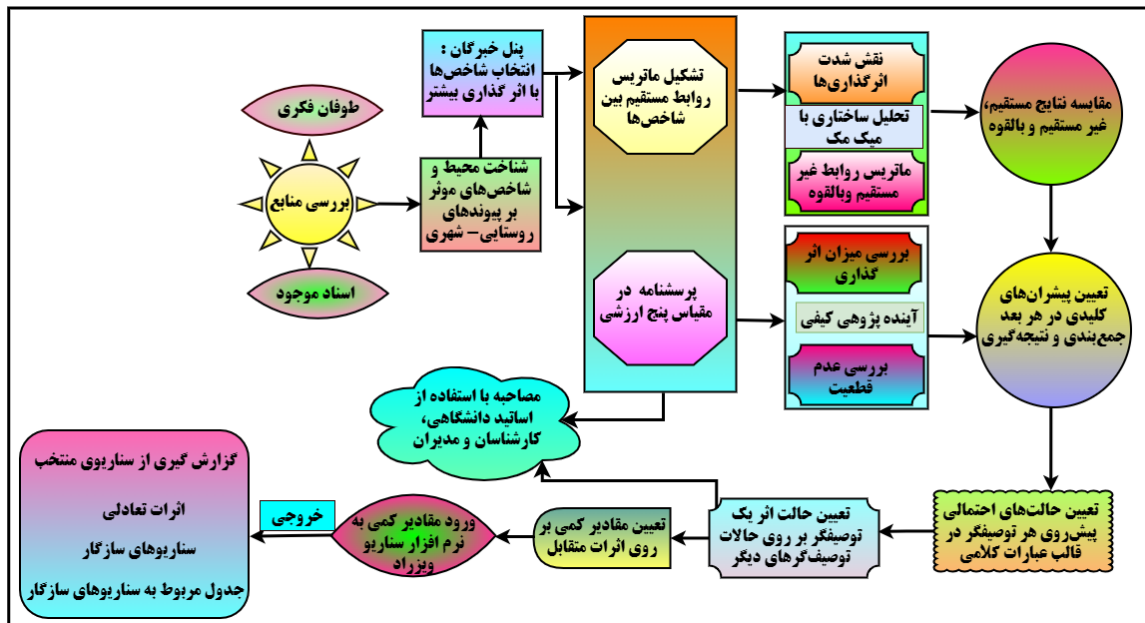 طوفان فکری
بررسی منابع
اسناد موجود
شناخت محیط و
شاخص‌های موثر
بر پیوندهای
روستایی- شهری
پنل خبرگان :
انتخاب شاخص‌ها
با اثر گذاری بیشتر
تشکیل ماتریس
روابط مستقیم بین
شاخص‌ها
پرسشنامه در
مقیاس پنج ارزشی
نقش شدت
اثرگذاری‌ها
تحلیل ساختاری با
میک مک
ماتریس روابط غیر
مستقیم وبالقوه
بررسی میزان اثر
گذاری
آینده پژوهی کیفی
بررسی عدم
قطعیت
مقایسه نتایج مستقیم،
غیر مستقیم و بالقوه
تعیین پیشران‌های
کلیدی در هر بعد
جمع‌بندی و نتیجه‌گیری
مصاحبه با استفاده از
اساتید دانشگاهی،
کارشناسان و مدیران
تعیین حالت‌های احتمالی
پیش‌روی هر توصیفگر در
قالب عبارات کلامی
تعیین حالت اثر یک
توصیفگر بر روی حالات
توصیف‌گرهای دیگر
تعیین مقادیر کمی بر
روی اثرات متقابل
ورود مقادیر کمی به
نرم افزار سناریو
ویزراد
خروجی
گزارش گیری از سناریوی منتخب
اثرات تعادلی
سناریوهای سازگار
جدول مربوط به سناریوهای سازگار